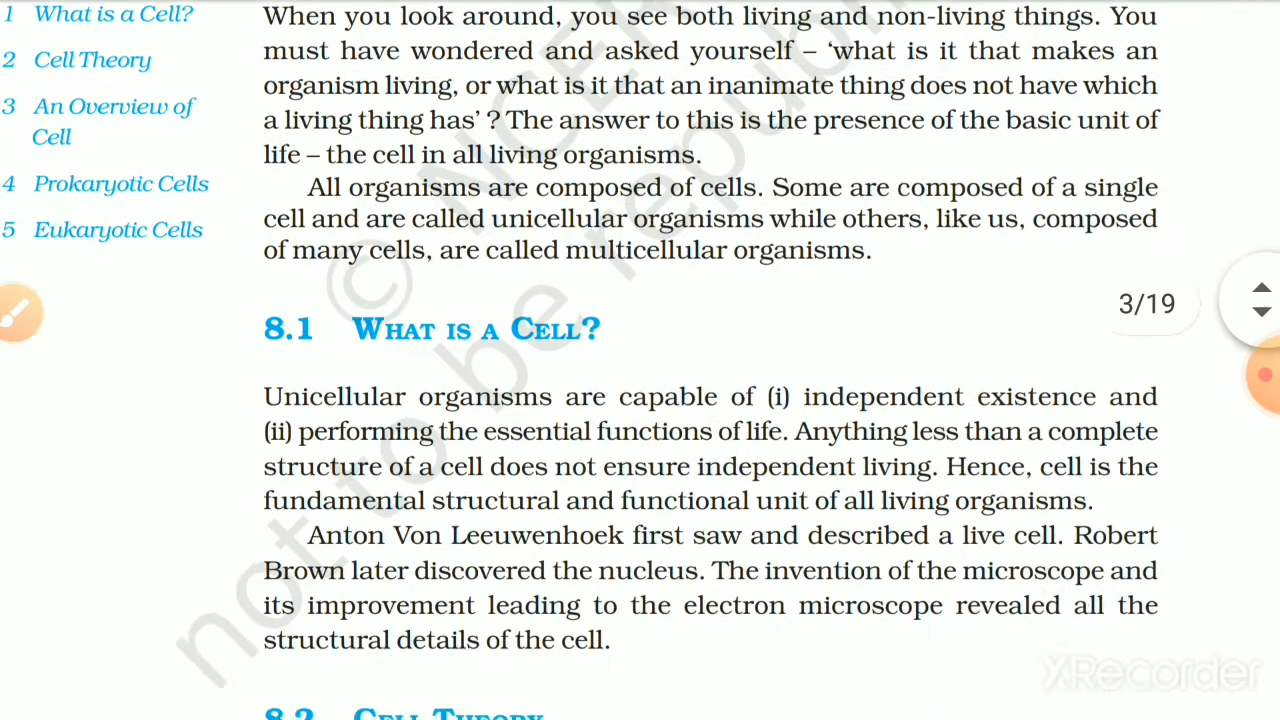 1 What is a Cell?
2 Cell Theory
3 An Overview of
Cell
4 Prokaryotic Cells
5 Eukaryotic Cells
When you look around, you see both living and non-living things. You
must have wondered and asked yourself – ‘what is it that makes an
organism living, or what is it that an inanimate thing does not have which
a living thing has’ ? The answer to this is the presence of the basic unit of
life – the cell in all living organisms.
All organisms are composed of cells. Some are composed of a single
cell and are called unicellular organisms while others, like us, composed
of many cells, are called multicellular organisms.
3/19
8.1 WHAT IS A CELL?
Unicellular organisms are capable of (i) independent existence and
(ii) performing the essential functions of life. Anything less than a complete
structure of a cell does not ensure independent living. Hence, cell is the
fundamental structural and functional unit of all living organisms.
Anton Von Leeuwenhoek first saw and described a live cell. Robert
Brown later discovered the nucleus. The invention of the microscope and
its improvement leading to the electron microscope revealed all the
structural details of the cell.
8.2 CELL THEORY
© NCER
not to be republi
XRecorder